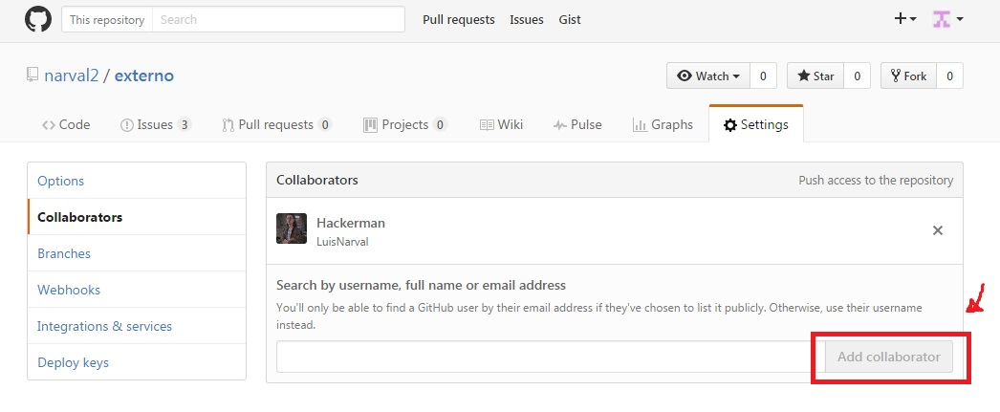 This repository Search Pull requests Issues Gist
narval2 / externo Watch 0 Star 0 Fork 0
Code Issues 3 Pull requests 0 Projects 0 Wiki Pulse Graphs Settings
Options
Collaborators
Branches
Webhooks
Integrations & services
Deploy keys
Collaborators Push access to the repository
Hackerman
LuisNarval
Search by username, full name or email address
You'll only be able to find a GitHub user by their email address if they've chosen to list it publicly. Otherwise, use their username
instead.
Add collaborator